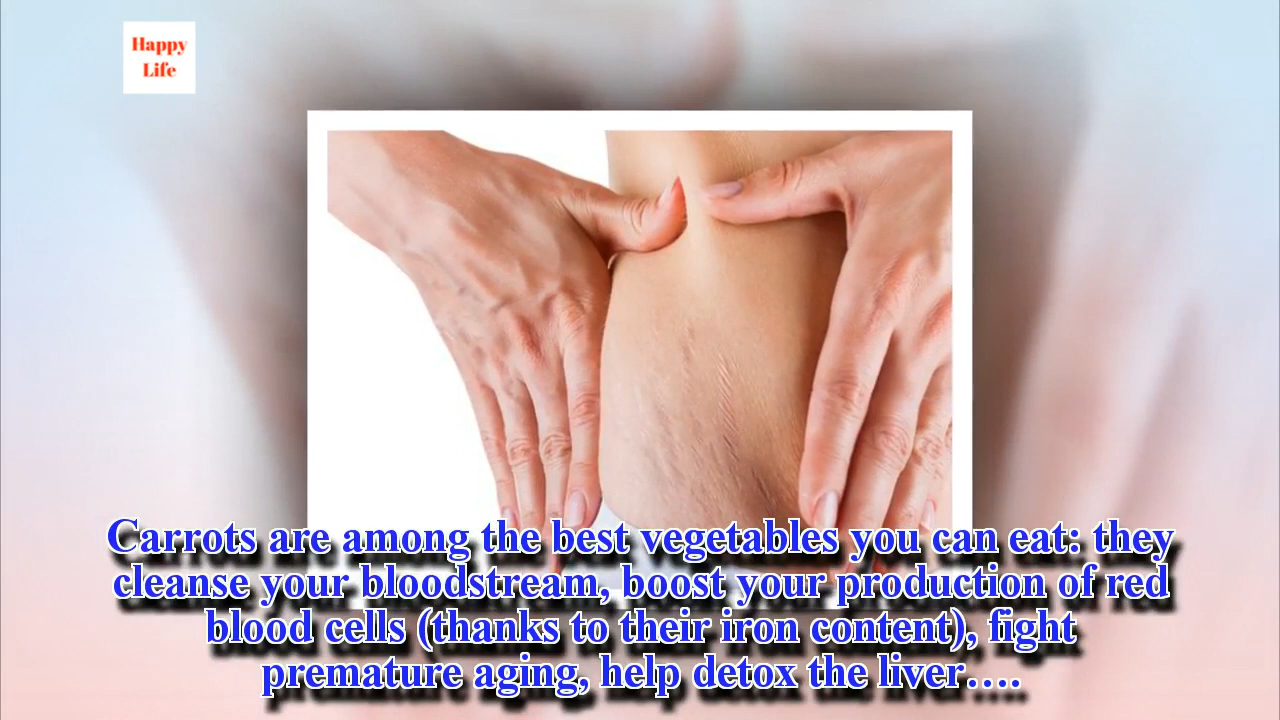 Happy
Life
Carrots are among the best vegetables you can eat: they
cleanse your bloodstream, boost your production of red
blood cells (thanks to their iron content), fight
premature aging, help detox the liver….